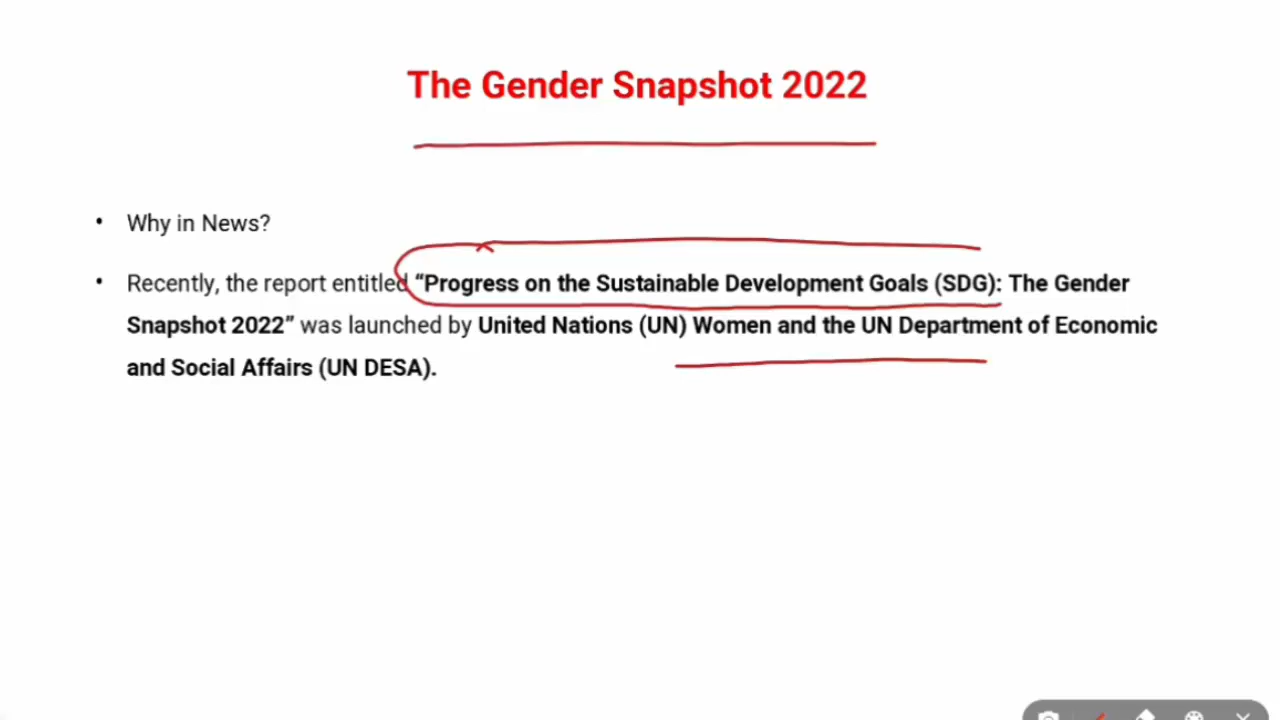 The Gender Snapshot 2022
• Why in News?
• Recently, the report entitled “Progress on the Sustainable Development Goals (SDG): The Gender
Snapshot 2022” was launched by United Nations (UN) Women and the UN Department of Economic
and Social Affairs (UN DESA).